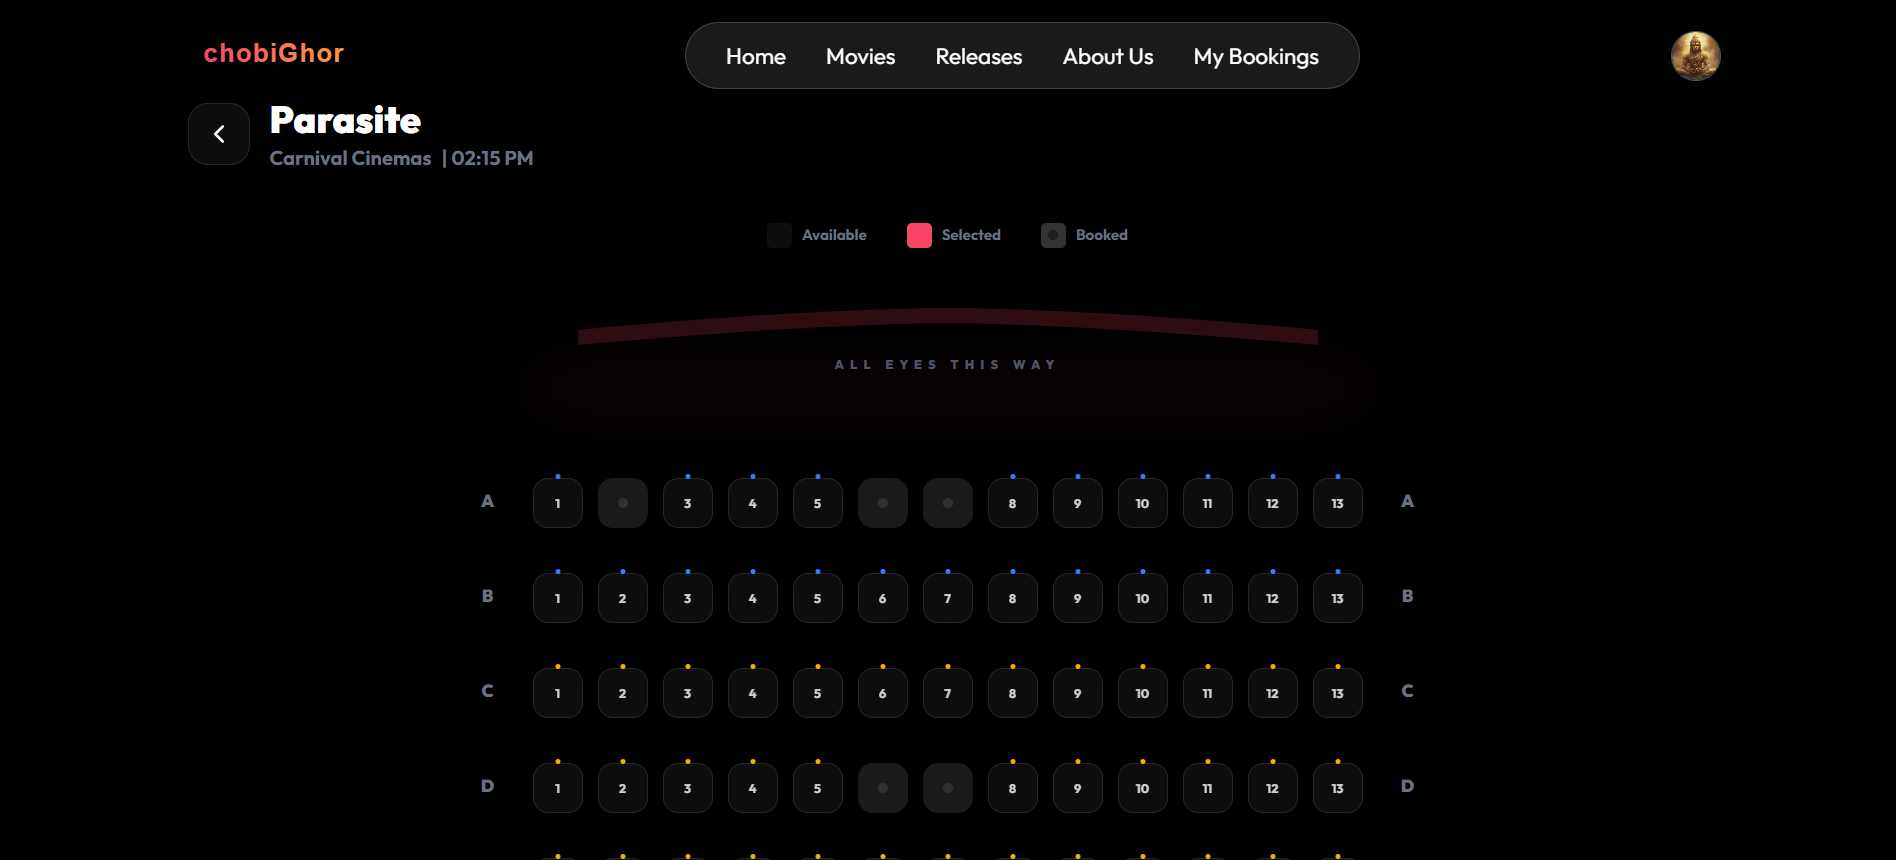 chobiGhor
Home Movies Releases About Us My Bookings
Parasite
Carnival Cinemas | 02:15 PM
Available Selected Booked
ALL EYES THIS WAY
A 1 3 4 5 8 9 10 11 12 13 A
B 1 2 3 4 5 6 7 8 9 10 11 12 13 B
C 1 2 3 4 5 6 7 8 9 10 11 12 13 C
D 1 2 3 4 5 8 9 10 11 12 13 D